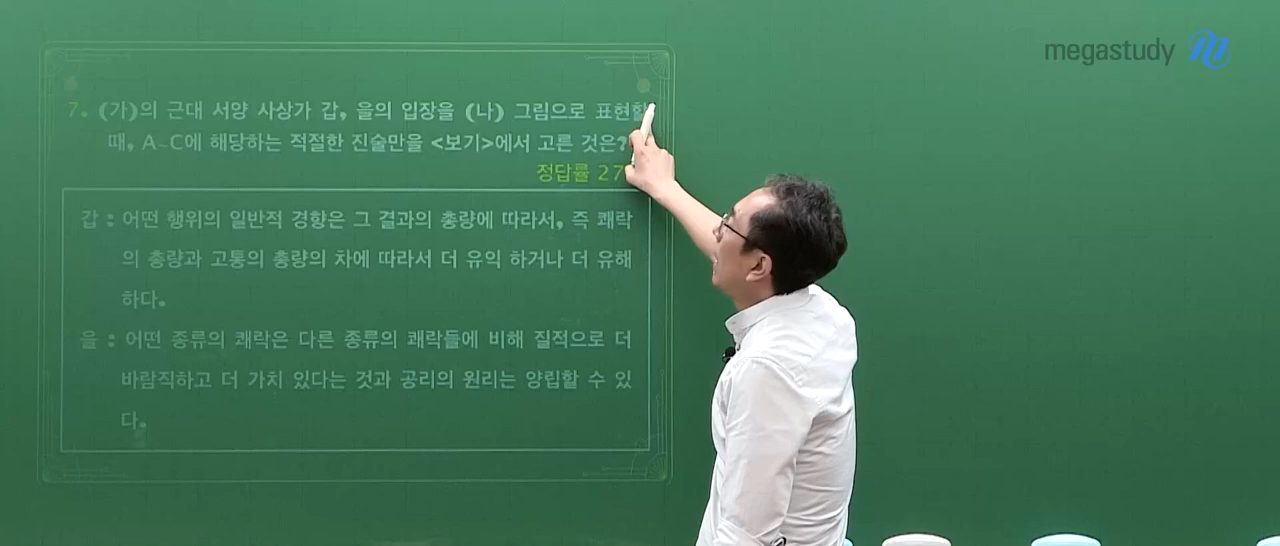 megastudy
7. (가)의 근대 서양 사상가 갑, 을의 입장을 (나) 그림으로 표현할
때, A~C에 해당하는 적절한 진술만을 <보기>에서 고른 것은?
정답률 27
갑 : 어떤 행위의 일반적 경향은 그 결과의 총량에 따라서, 즉 쾌락
의 총량과 고통의 총량의 차에 따라서 더 유익 하거나 더 유해
하다.
을 : 어떤 종류의 쾌락은 다른 종류의 쾌락들에 비해 질적으로 더
바람직하고 더 가치 있다는 것과 공리의 원리는 양립할 수 있
다.